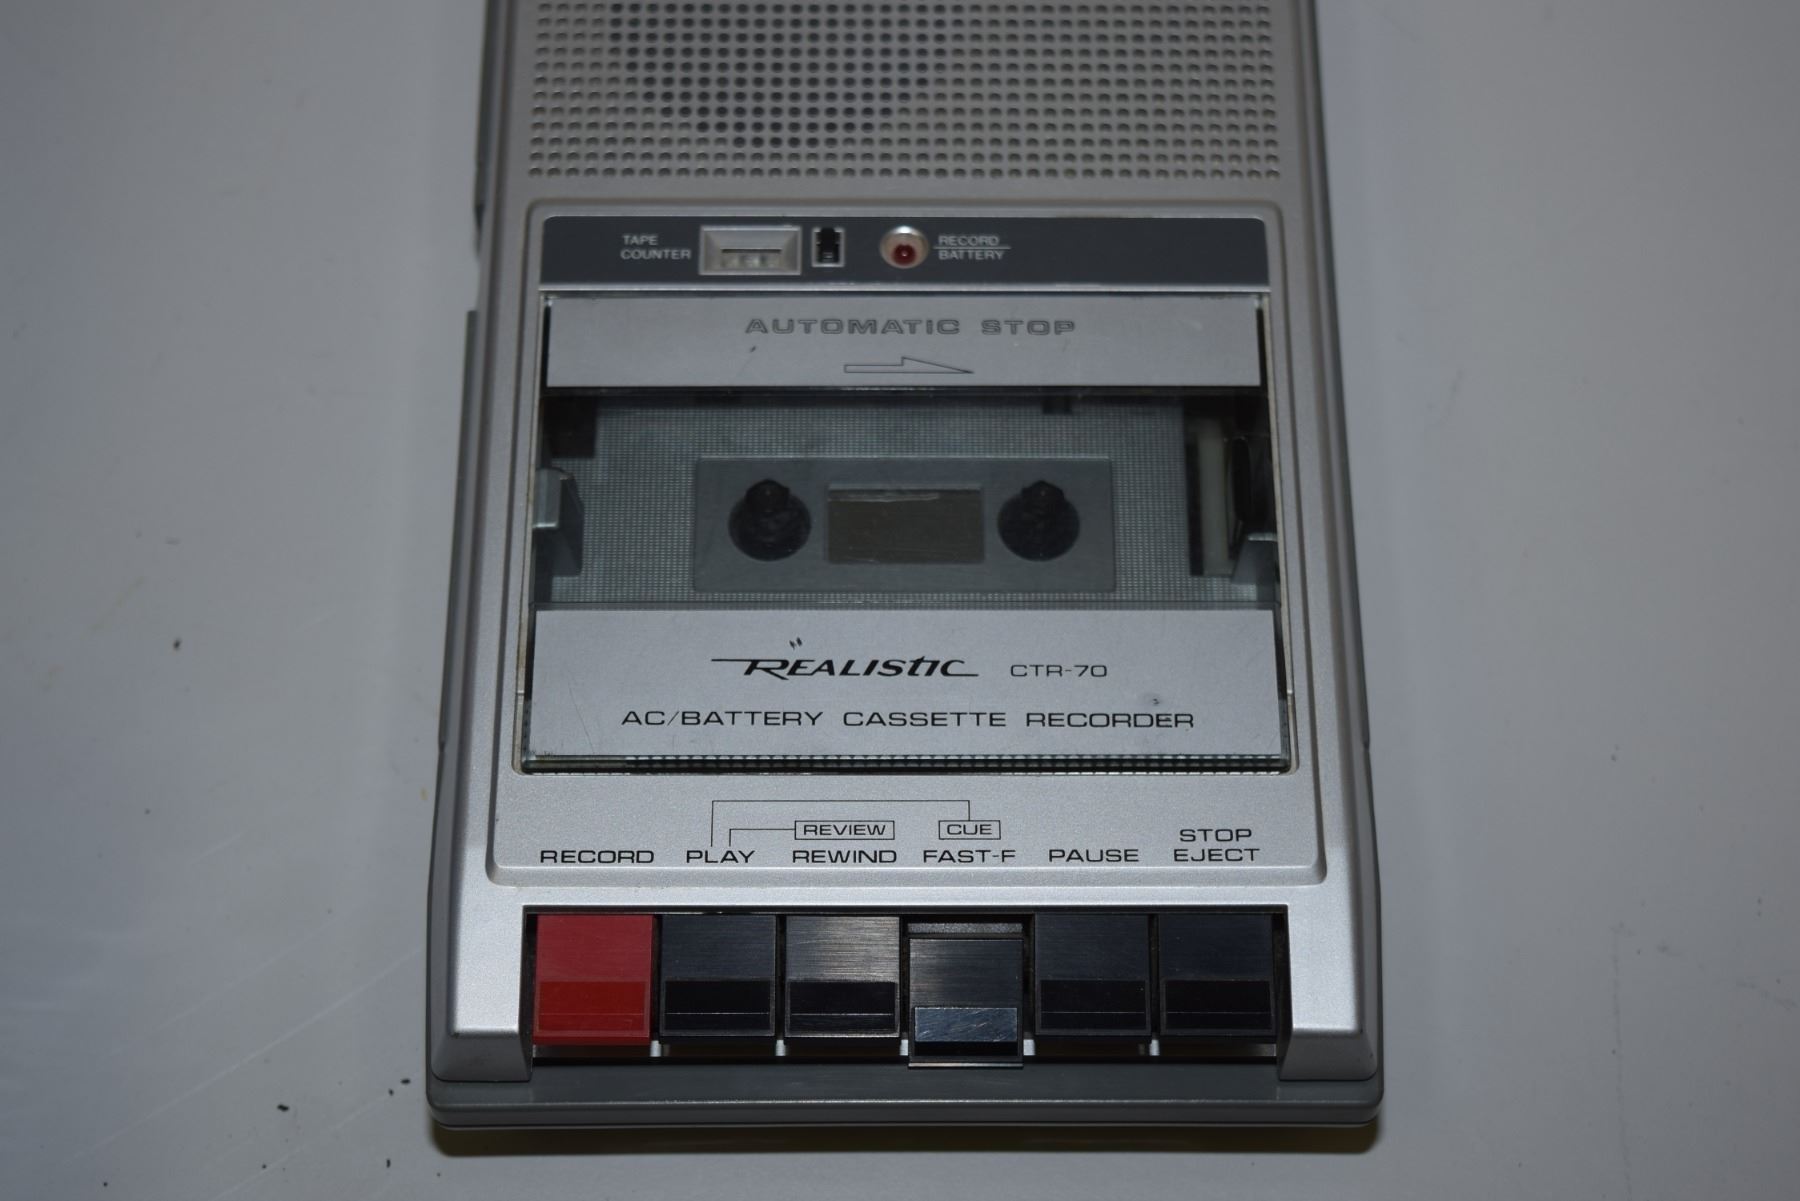 TAPE
COUNTER
RECORD
BATTERY
AUTOMATIC STOP
REALISTIC CTR-70
AC/BATTERY CASSETTE RECORDER
REVIEW CUE
RECORD PLAY REWIND FAST-F PAUSE STOP
EJECT